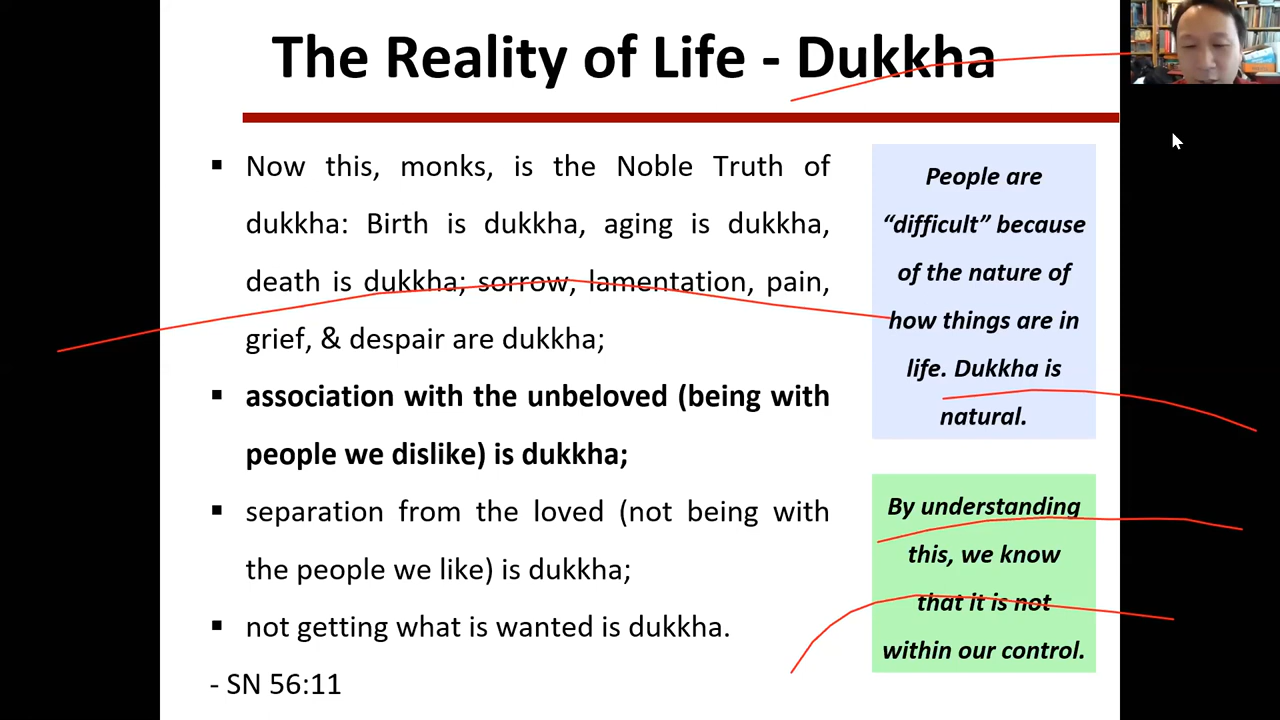 The Reality of Life - Dukkha
▪ Now this, monks, is the Noble Truth of
dukkha: Birth is dukkha, aging is dukkha,
death is dukkha; sorrow, lamentation, pain,
grief, & despair are dukkha;
▪ association with the unbeloved (being with
people we dislike) is dukkha;
▪ separation from the loved (not being with
the people we like) is dukkha;
▪ not getting what is wanted is dukkha.
- SN 56:11
People are
“difficult” because
of the nature of
how things are in
life. Dukkha is
natural.
By understanding
this, we know
that it is not
within our control.